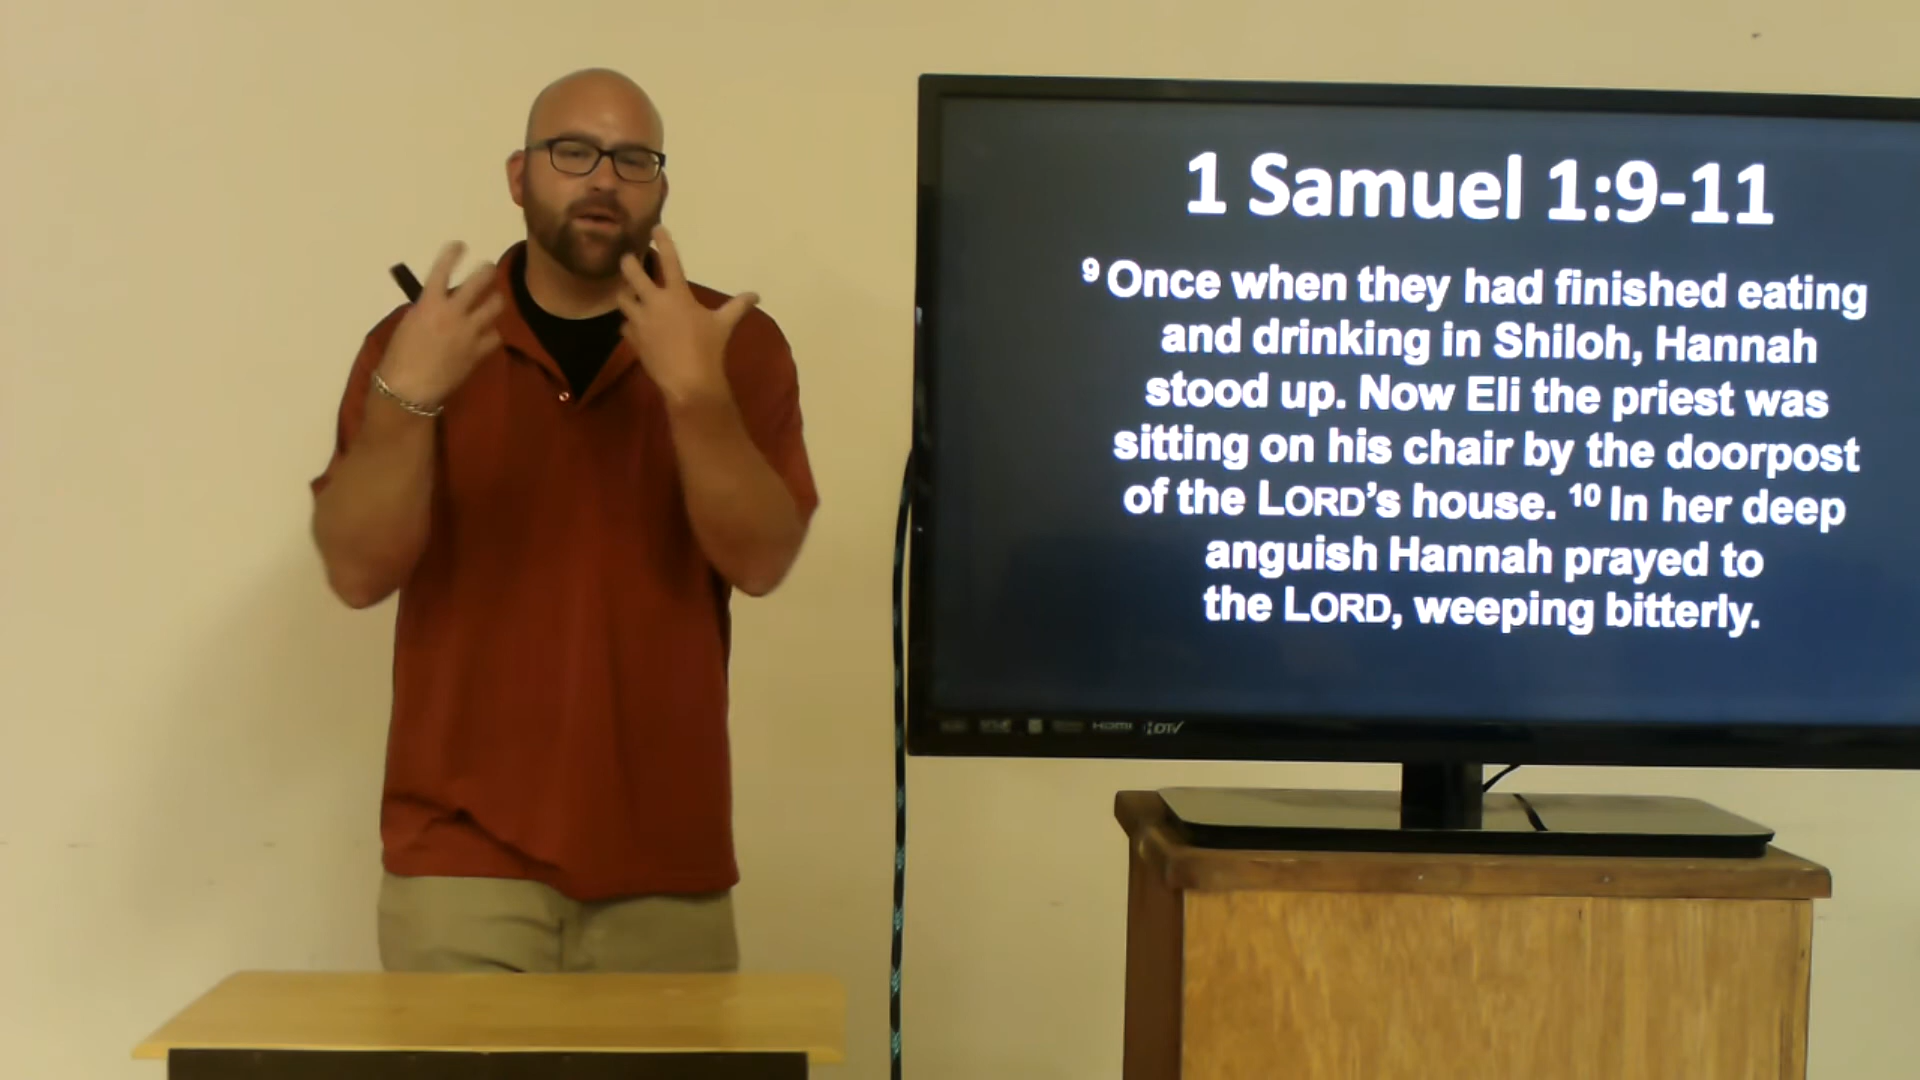 1 Samuel 1:9-11
9 Once when they had finished eating
and drinking in Shiloh, Hannah
stood up. Now Eli the priest was
sitting on his chair by the doorpost
of the LORD’s house. 10 In her deep
anguish Hannah prayed to
the LORD, weeping bitterly.
HDMI HDTV